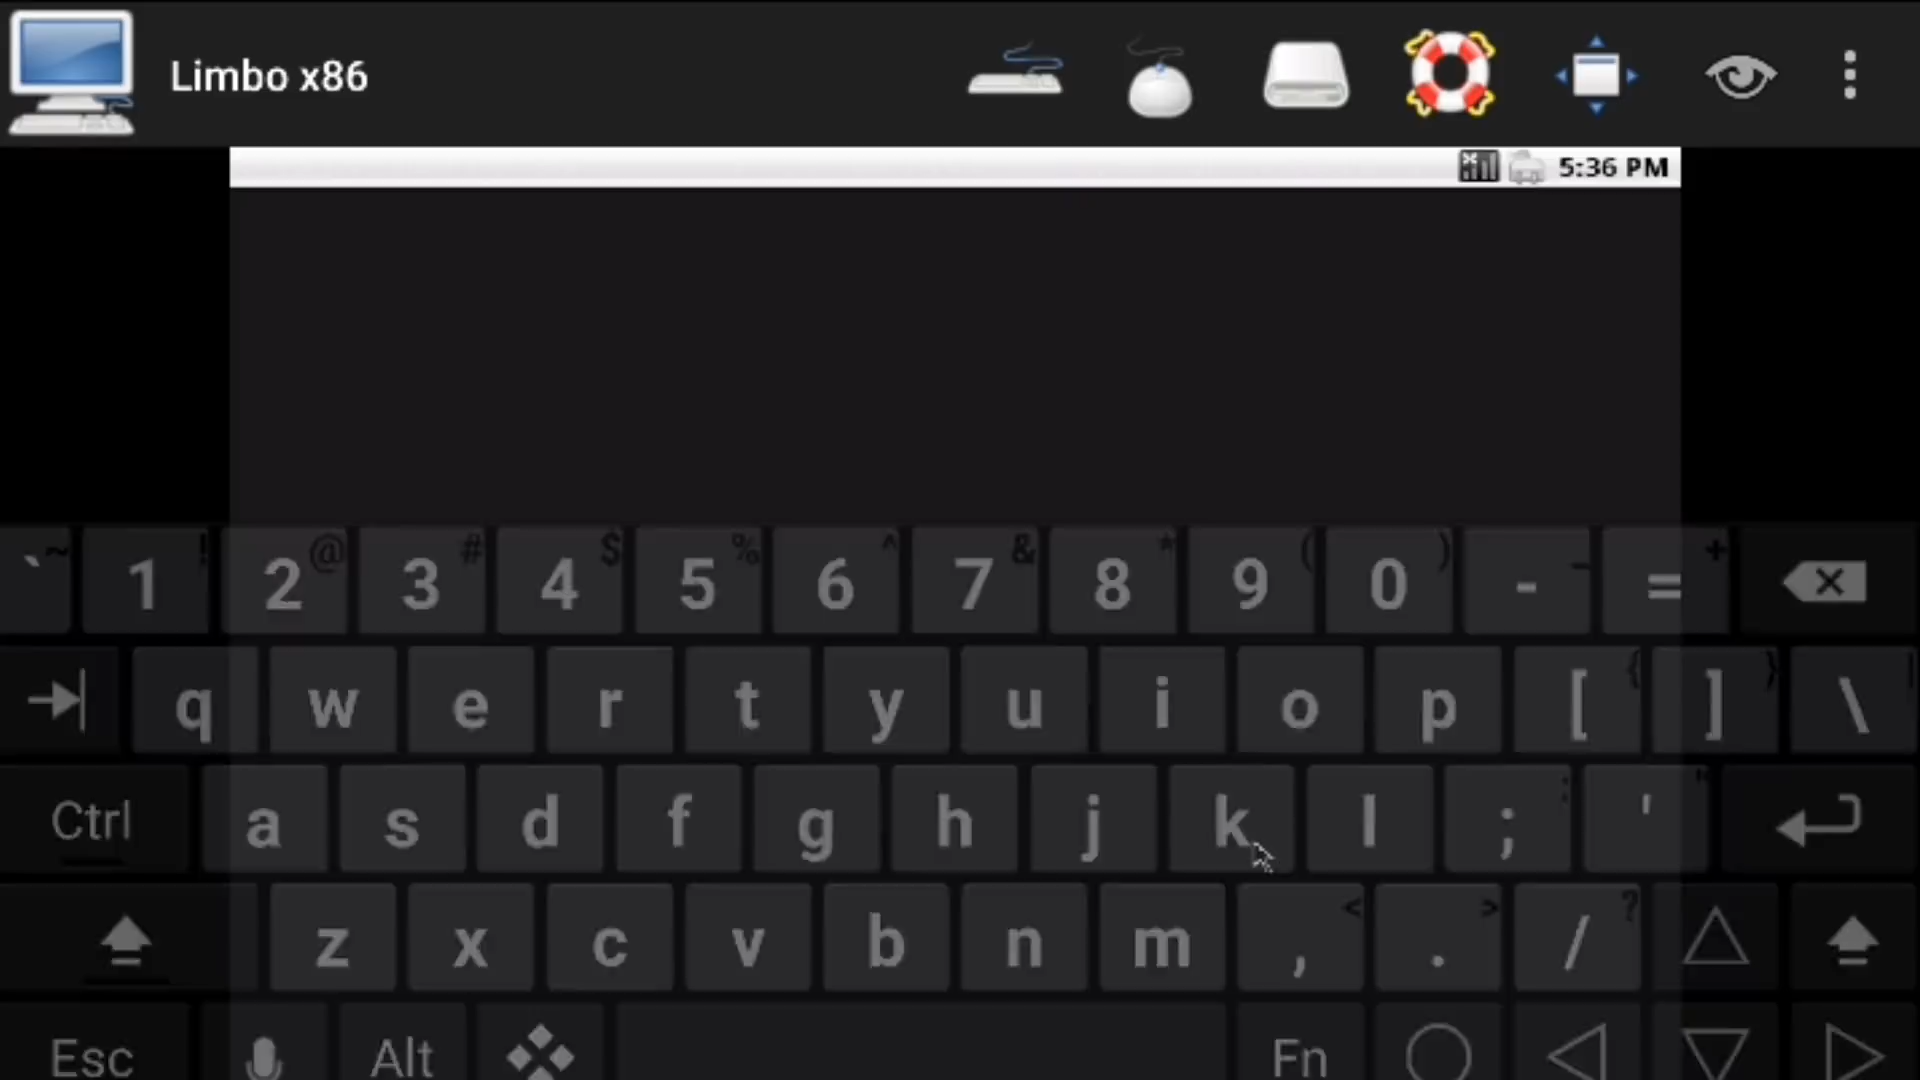 Limbo x86
5:36 PM
` ~ 1 ! 2 @ 3 # 4 $ 5 % 6 ^ 7 & 8 * 9 ( 0 ) - _ = +
q w e r t y u i o p [ { ] } \ |
Ctrl a s d f g h j k l ; : ' "
z x c v b n m , < . > / ?
Esc Alt Fn